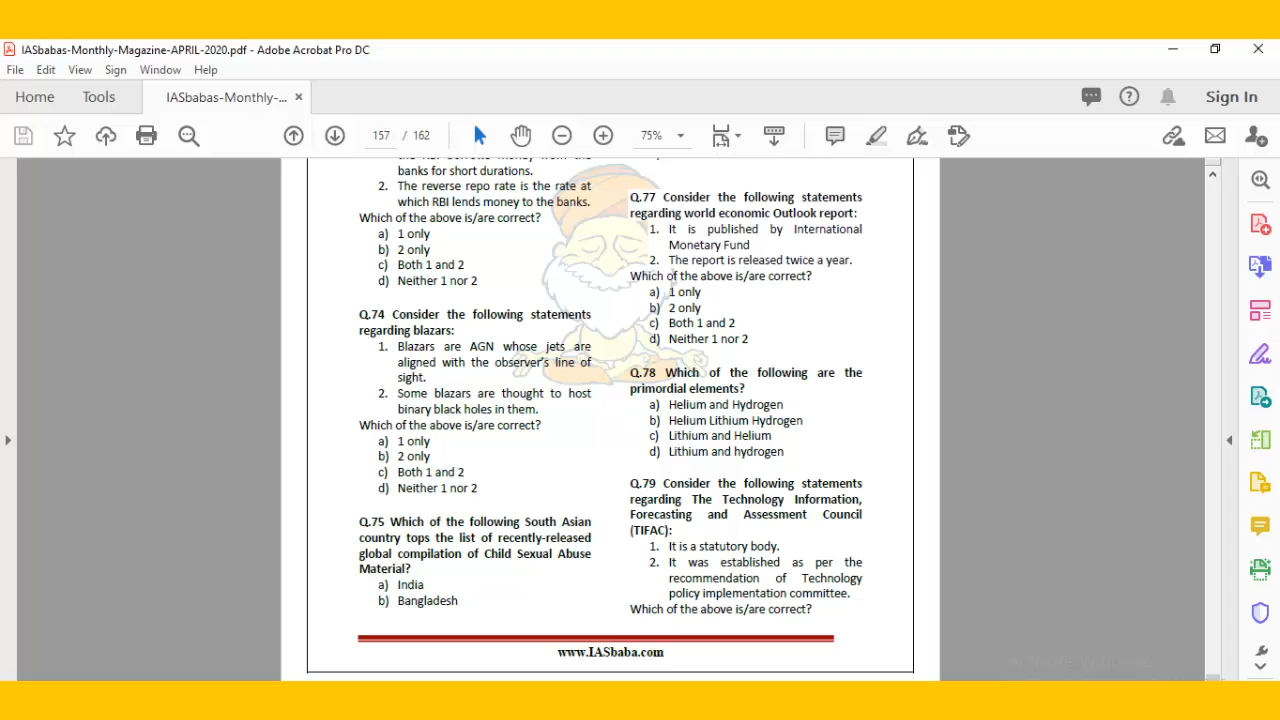 IASbabas-Monthly-Magazine-APRIL-2020.pdf - Adobe Acrobat Pro DC
File Edit View Sign Window Help
Home Tools IASbabas-Monthly-... × Sign In
157 / 162 75%
banks for short durations.
2. The reverse repo rate is the rate at
which RBI lends money to the banks.
Which of the above is/are correct?
a) 1 only
b) 2 only
c) Both 1 and 2
d) Neither 1 nor 2
Q.74 Consider the following statements
regarding blazars:
1. Blazars are AGN whose jets are
aligned with the observer's line of
sight.
2. Some blazars are thought to host
binary black holes in them.
Which of the above is/are correct?
a) 1 only
b) 2 only
c) Both 1 and 2
d) Neither 1 nor 2
Q.75 Which of the following South Asian
country tops the list of recently-released
global compilation of Child Sexual Abuse
Material?
a) India
b) Bangladesh
Q.77 Consider the following statements
regarding world economic Outlook report:
1. It is published by International
Monetary Fund
2. The report is released twice a year.
Which of the above is/are correct?
a) 1 only
b) 2 only
c) Both 1 and 2
d) Neither 1 nor 2
Q.78 Which of the following are the
primordial elements?
a) Helium and Hydrogen
b) Helium Lithium Hydrogen
c) Lithium and Helium
d) Lithium and hydrogen
Q.79 Consider the following statements
regarding The Technology Information,
Forecasting and Assessment Council
(TIFAC):
1. It is a statutory body.
2. It was established as per the
recommendation of Technology
policy implementation committee.
Which of the above is/are correct?
www.IASbaba.com